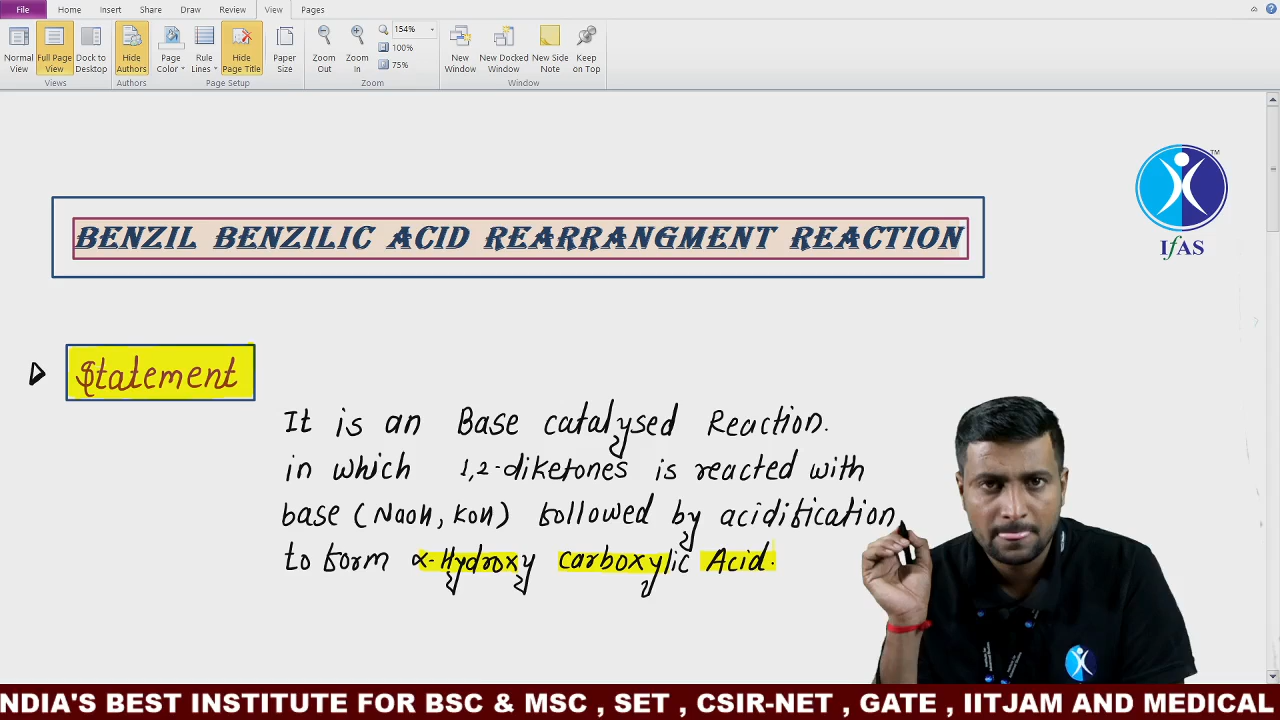 File Home Insert Share Draw Review View Pages
154%
100%
75%
Normal View Full Page View Dock to Desktop Hide Authors Page Color Rule Lines Hide Page Title Paper Size Zoom Out Zoom In New Window New Docked Window New Side Note Keep on Top
Views Authors Page Setup Zoom Window
BENZIL BENZILIC ACID REARRANGMENT REACTION
TM
IfAS
Statement
It is an Base catalysed Reaction.
in which 1,2-diketones is reacted with
base (NaOH, KOH) followed by acidification
to form α-Hydroxy carboxylic Acid.
NDIA'S BEST INSTITUTE FOR BSC & MSC , SET , CSIR-NET , GATE , IITJAM AND MEDICAL